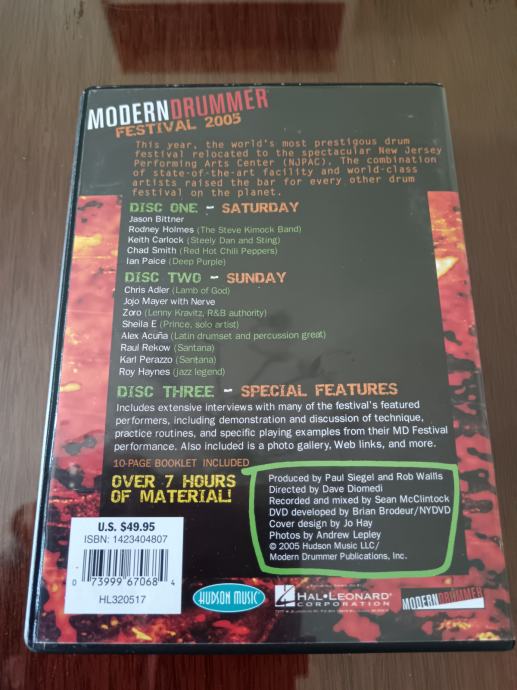 MODERNDRUMMER
FESTIVAL 2005
This year, the world's most prestigous drum
festival relocated to the spectacular New Jersey
Performing Arts Center (NJPAC). The combination
of state-of-the-art facility and world-class
artists raised the bar for every other drum
festival on the planet.
DISC ONE - SATURDAY
Jason Bittner
Rodney Holmes (The Steve Kimock Band)
Keith Carlock (Steely Dan and Sting)
Chad Smith (Red Hot Chili Peppers)
Ian Paice (Deep Purple)
DISC TWO - SUNDAY
Chris Adler (Lamb of God)
Jojo Mayer with Nerve
Zoro (Lenny Kravitz, R&B authority)
Sheila E (Prince, solo artist)
Alex Acuña (Latin drumset and percussion great)
Raul Rekow (Santana)
Karl Perazzo (Santana)
Roy Haynes (jazz legend)
DISC THREE - SPECIAL FEATURES
Includes extensive interviews with many of the festival's featured
performers, including demonstration and discussion of technique,
practice routines, and specific playing examples from their MD Festival
performance. Also included is a photo gallery, Web links, and more.
10-PAGE BOOKLET INCLUDED
OVER 7 HOURS
OF MATERIAL!
Produced by Paul Siegel and Rob Wallis
Directed by Dave Diomedi
Recorded and mixed by Sean McClintock
DVD developed by Brian Brodeur/NYDVD
Cover design by Jo Hay
Photos by Andrew Lepley
© 2005 Hudson Music LLC/
Modern Drummer Publications, Inc.
U.S. $49.95
ISBN: 1423404807
0 73999 67068 4
HL320517
HUDSON MUSIC
HAL•LEONARD
CORPORATION
MODERNDRUMMER